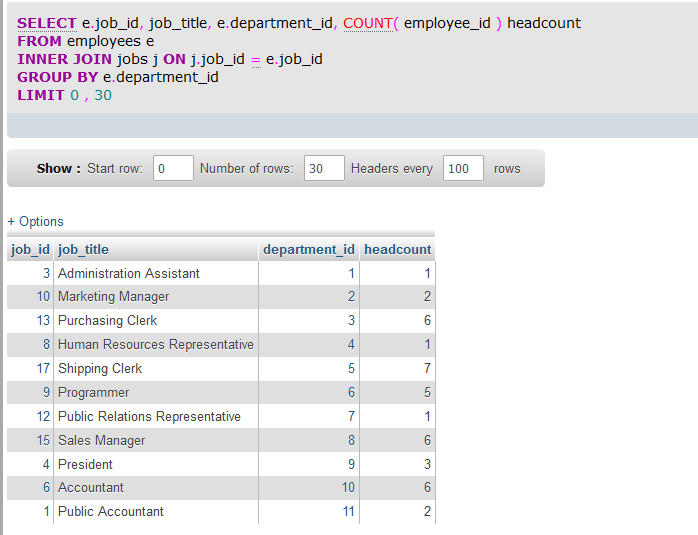 SELECT e.job_id, job_title, e.department_id, COUNT( employee_id ) headcount
FROM employees e
INNER JOIN jobs j ON j.job_id = e.job_id
GROUP BY e.department_id
LIMIT 0 , 30
Show : Start row: 0 Number of rows: 30 Headers every 100 rows
+ Options
job_id job_title department_id headcount
3 Administration Assistant 1 1
10 Marketing Manager 2 2
13 Purchasing Clerk 3 6
8 Human Resources Representative 4 1
17 Shipping Clerk 5 7
9 Programmer 6 5
12 Public Relations Representative 7 1
15 Sales Manager 8 6
4 President 9 3
6 Accountant 10 6
1 Public Accountant 11 2